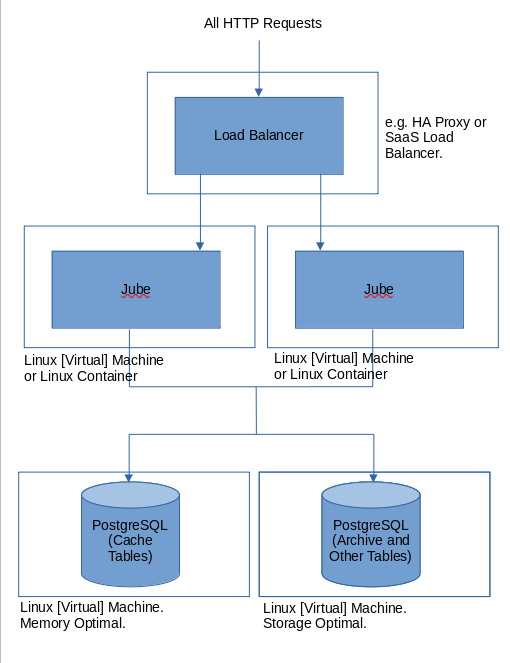 All HTTP Requests
Load Balancer
e.g. HA Proxy or
SaaS Load
Balancer.
Jube
Jube
Linux [Virtual] Machine
or Linux Container
Linux [Virtual] Machine
or Linux Container
PostgreSQL
(Cache
Tables)
PostgreSQL
(Archive and
Other Tables)
Linux [Virtual] Machine.
Memory Optimal.
Linux [Virtual] Machine.
Storage Optimal.